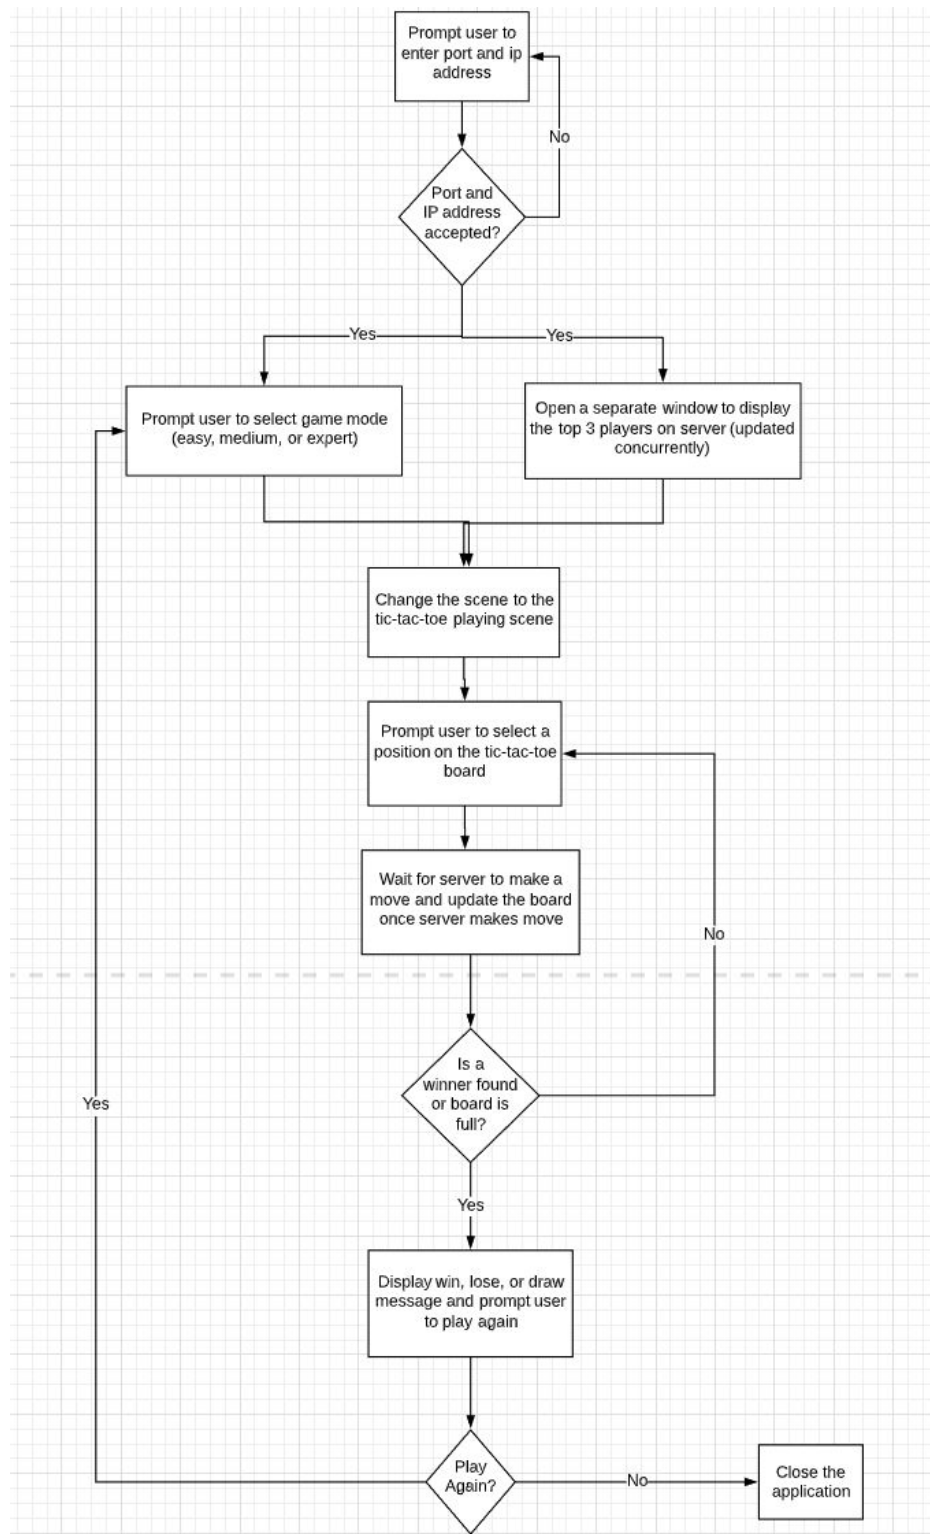 Prompt user to
enter port and ip
address
No
Port and
IP address
accepted?
Yes
Yes
Prompt user to select game mode
(easy, medium, or expert)
Open a separate window to display
the top 3 players on server (updated
concurrently)
Change the scene to the
tic-tac-toe playing scene
Prompt user to select a
position on the tic-tac-toe
board
Wait for server to make a
move and update the board
once server makes move
No
Is a
winner found
or board is
full?
Yes
Yes
Display win, lose, or draw
message and prompt user
to play again
Play
Again?
No
Close the
application